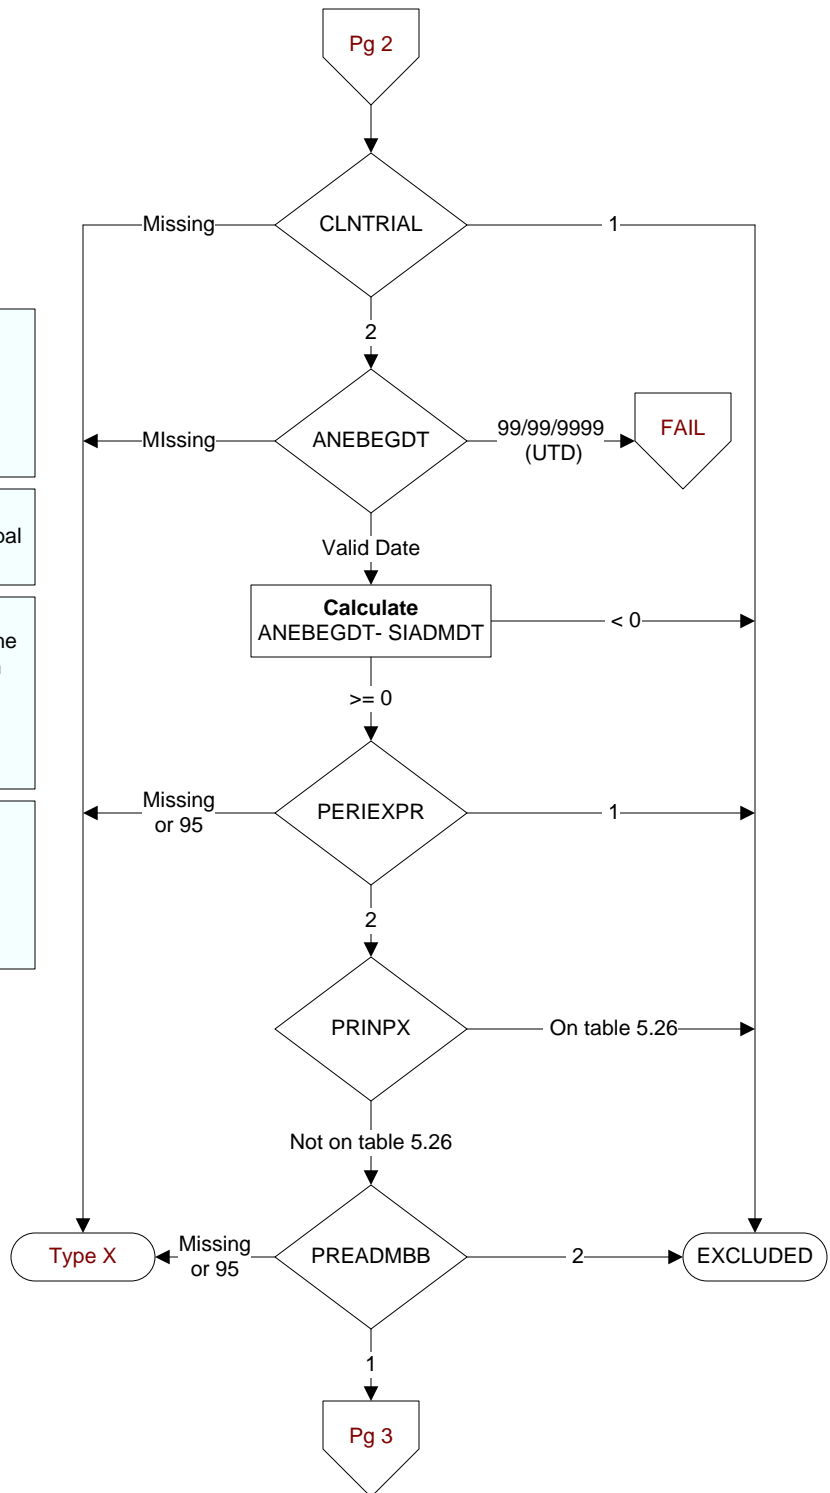 Pg 2
Missing
CLNTRIAL
1
2
MIssing
ANEBEGDT
99/99/9999
(UTD)
FAIL
Valid Date
Calculate
ANEBEGDT- SIADMDT
< 0
>= 0
Missing
or 95
PERIEXPR
1
2
PRINPX
On table 5.26
Not on table 5.26
Type X
Missing
or 95
PREADMBB
2
EXCLUDED
1
Pg 3